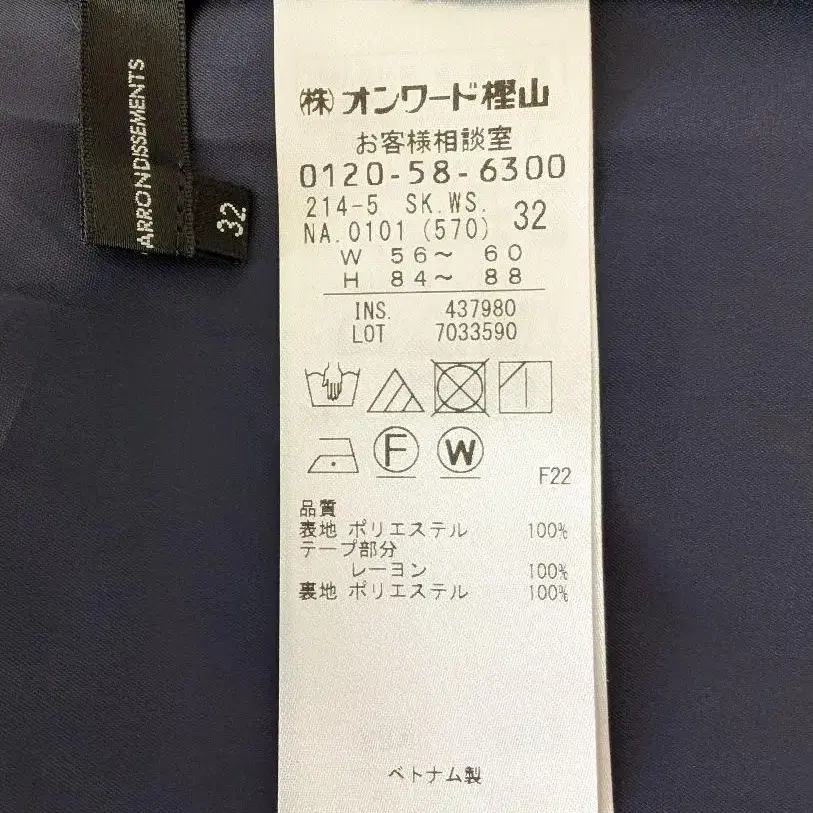 ARRONDISSEMENTS
32
(株)オンワード樫山
お客様相談室
0120-58-6300
214-5 SK.WS. 32
NA.0101 (570)
W 56～ 60
H 84～ 88
INS. 437980
LOT 7033590
F W
F22
品質
表地 ポリエステル 100%
テープ部分
レーヨン 100%
裏地 ポリエステル 100%
ベトナム製